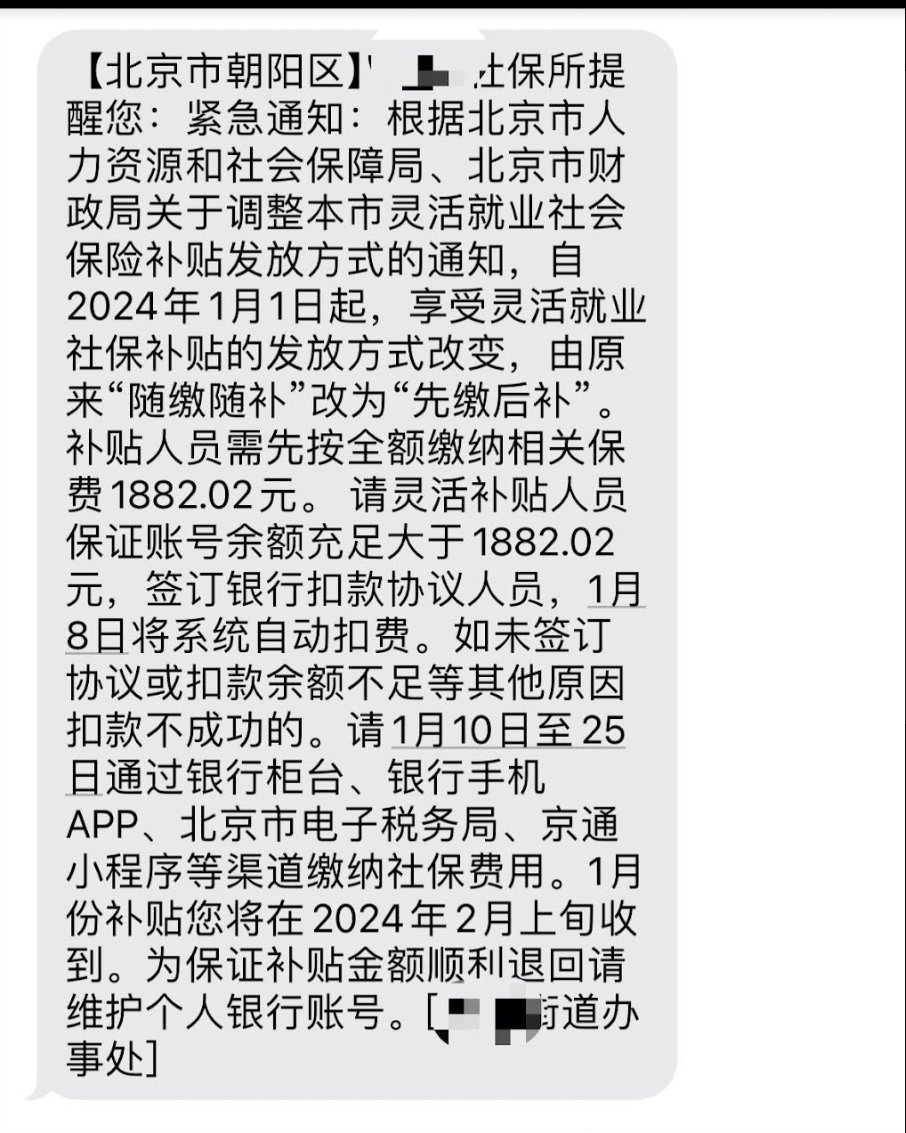 【北京市朝阳区】社保所提
醒您：紧急通知：根据北京市人
力资源和社会保障局、北京市财
政局关于调整本市灵活就业社会
保险补贴发放方式的通知，自
2024年1月1日起，享受灵活就业
社保补贴的发放方式改变，由原
来“随缴随补”改为“先缴后补”。
补贴人员需先按全额缴纳相关保
费1882.02元。 请灵活补贴人员
保证账号余额充足大于1882.02
元，签订银行扣款协议人员，1月
8日将系统自动扣费。如未签订
协议或扣款余额不足等其他原因
扣款不成功的。请1月10日至25
日通过银行柜台、银行手机
APP、北京市电子税务局、京通
小程序等渠道缴纳社保费用。1月
份补贴您将在2024年2月上旬收
到。为保证补贴金额顺利退回请
维护个人银行账号。[街道办
事处]